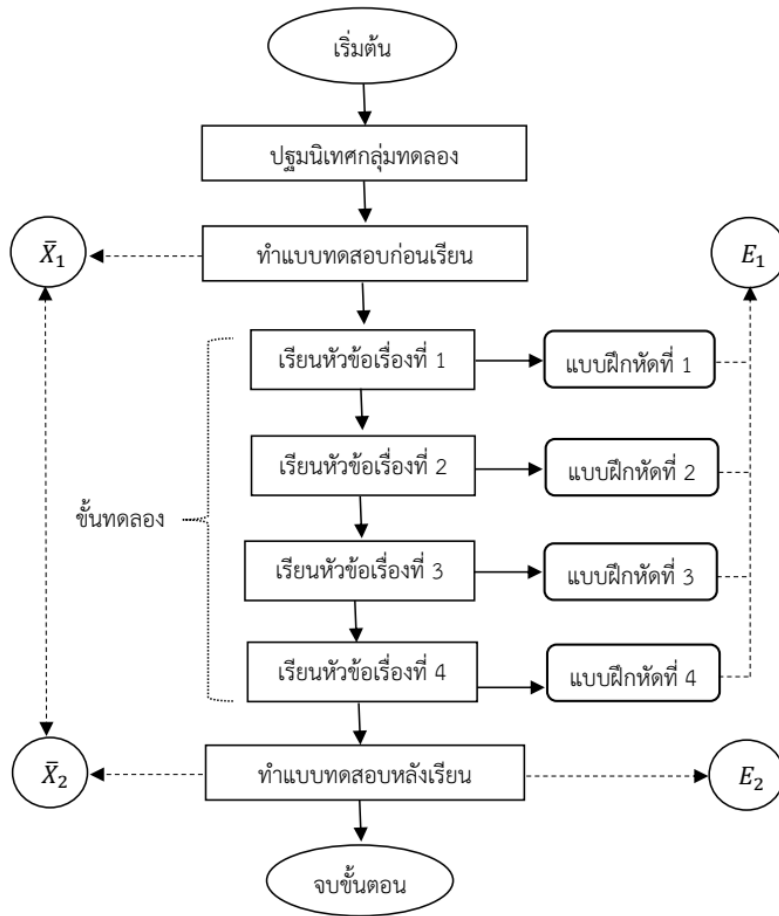 เริ่มต้น
ปฐมนิเทศกลุ่มทดลอง
X̄₁
ทำแบบทดสอบก่อนเรียน
E₁
เรียนหัวข้อเรื่องที่ 1
แบบฝึกหัดที่ 1
เรียนหัวข้อเรื่องที่ 2
แบบฝึกหัดที่ 2
ขั้นทดลอง
เรียนหัวข้อเรื่องที่ 3
แบบฝึกหัดที่ 3
เรียนหัวข้อเรื่องที่ 4
แบบฝึกหัดที่ 4
X̄₂
ทำแบบทดสอบหลังเรียน
E₂
จบขั้นตอน